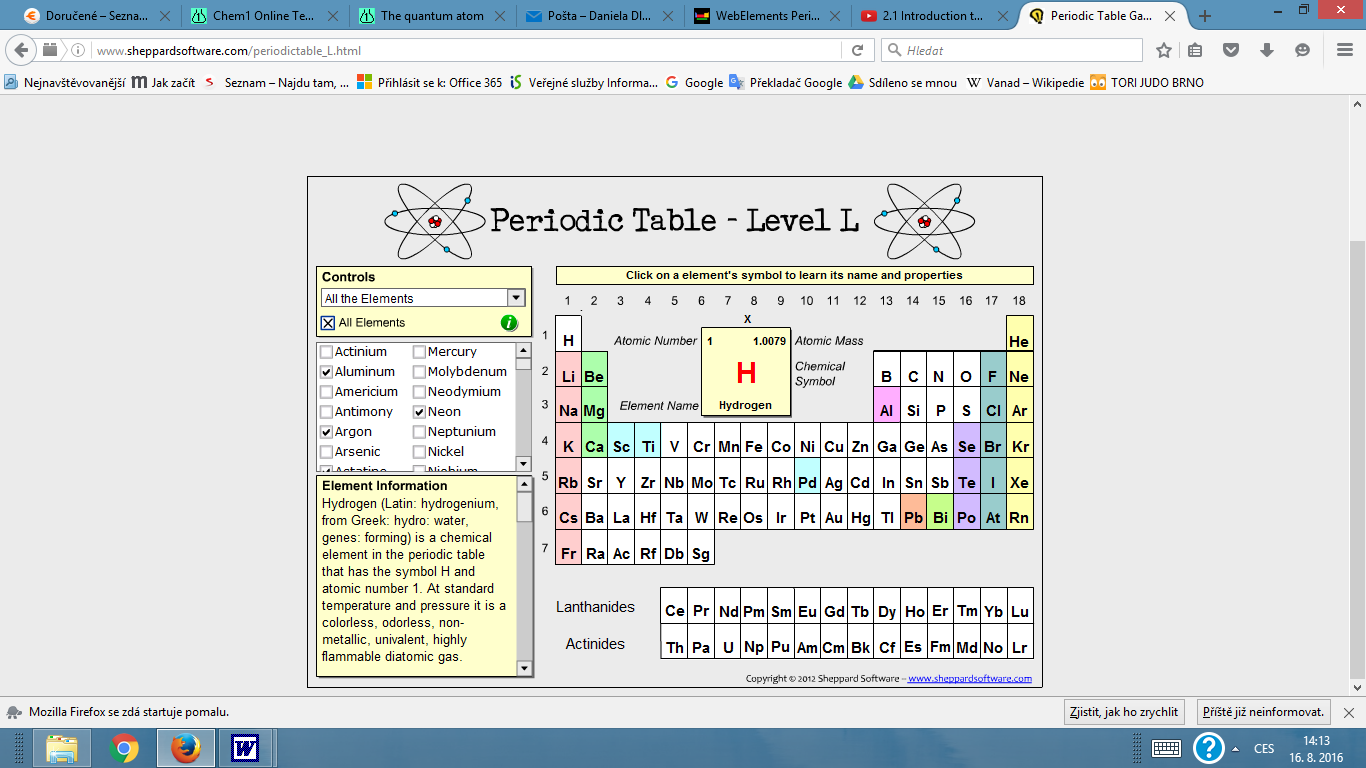 Doručené – Sezna...
Chem1 Online Te...
The quantum atom
Pošta – Daniela Dl...
WebElements Peri...
2.1 Introduction t...
Periodic Table Ga...
www.sheppardsoftware.com/periodictable_L.html
Hledat
Nejnavštěvovanější
Jak začít
Seznam – Najdu tam, ...
Přihlásit se k: Office 365
Veřejné služby Informa...
Google
Překladač Google
Sdíleno se mnou
Vanad – Wikipedie
TORI JUDO BRNO
Periodic Table - Level L
Controls
All the Elements
All Elements
Actinium Mercury
Aluminum Molybdenum
Americium Neodymium
Antimony Neon
Argon Neptunium
Arsenic Nickel
Astatine Niobium
Element Information
Hydrogen (Latin: hydrogenium,
from Greek: hydro: water,
genes: forming) is a chemical
element in the periodic table
that has the symbol H and
atomic number 1. At standard
temperature and pressure it is a
colorless, odorless, non-
metallic, univalent, highly
flammable diatomic gas.
Click on a element's symbol to learn its name and properties
1 2 3 4 5 6 7 8 9 10 11 12 13 14 15 16 17 18
X
Atomic Number
1 1.0079
Atomic Mass
H
Chemical
Symbol
Element Name
Hydrogen
1 H He
2 Li Be B C N O F Ne
3 Na Mg Al Si P S Cl Ar
4 K Ca Sc Ti V Cr Mn Fe Co Ni Cu Zn Ga Ge As Se Br Kr
5 Rb Sr Y Zr Nb Mo Tc Ru Rh Pd Ag Cd In Sn Sb Te I Xe
6 Cs Ba La Hf Ta W Re Os Ir Pt Au Hg Tl Pb Bi Po At Rn
7 Fr Ra Ac Rf Db Sg
Lanthanides Ce Pr Nd Pm Sm Eu Gd Tb Dy Ho Er Tm Yb Lu
Actinides Th Pa U Np Pu Am Cm Bk Cf Es Fm Md No Lr
Copyright © 2012 Sheppard Software – www.sheppardsoftware.com
Mozilla Firefox se zdá startuje pomalu.
Zjistit, jak ho zrychlit
Příště již neinformovat.
W
CES
14:13
16. 8. 2016